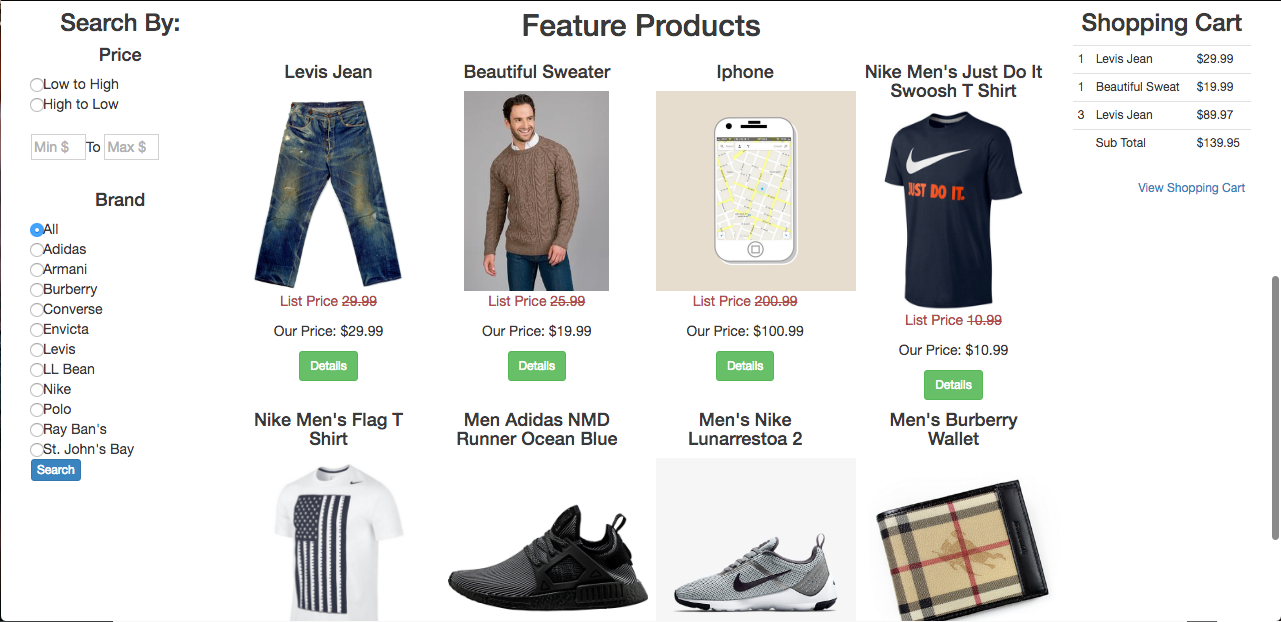 Search By:
Price
Low to High
High to Low
Min $ To Max $
Brand
All
Adidas
Armani
Burberry
Converse
Envicta
Levis
LL Bean
Nike
Polo
Ray Ban's
St. John's Bay
Search
Feature Products
Levis Jean
List Price 29.99
Our Price: $29.99
Details
Beautiful Sweater
List Price 25.99
Our Price: $19.99
Details
Iphone
List Price 200.99
Our Price: $100.99
Details
Nike Men's Just Do It
Swoosh T Shirt
JUST DO IT.
List Price 10.99
Our Price: $10.99
Details
Nike Men's Flag T
Shirt
Men Adidas NMD
Runner Ocean Blue
Men's Nike
Lunarrestoa 2
Men's Burberry
Wallet
Shopping Cart
1 Levis Jean $29.99
1 Beautiful Sweat $19.99
3 Levis Jean $89.97
Sub Total $139.95
View Shopping Cart